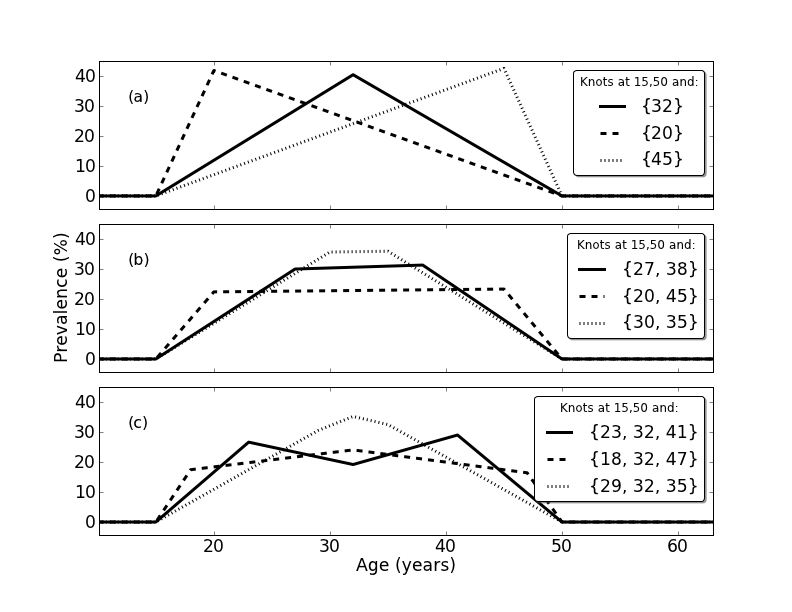 (a)
40
30
20
10
0
Knots at 15,50 and:
{32}
{20}
{45}
(b)
40
30
20
10
0
Knots at 15,50 and:
{27, 38}
{20, 45}
{30, 35}
Prevalence (%)
(c)
40
30
20
10
0
Knots at 15,50 and:
{23, 32, 41}
{18, 32, 47}
{29, 32, 35}
20 30 40 50 60
Age (years)